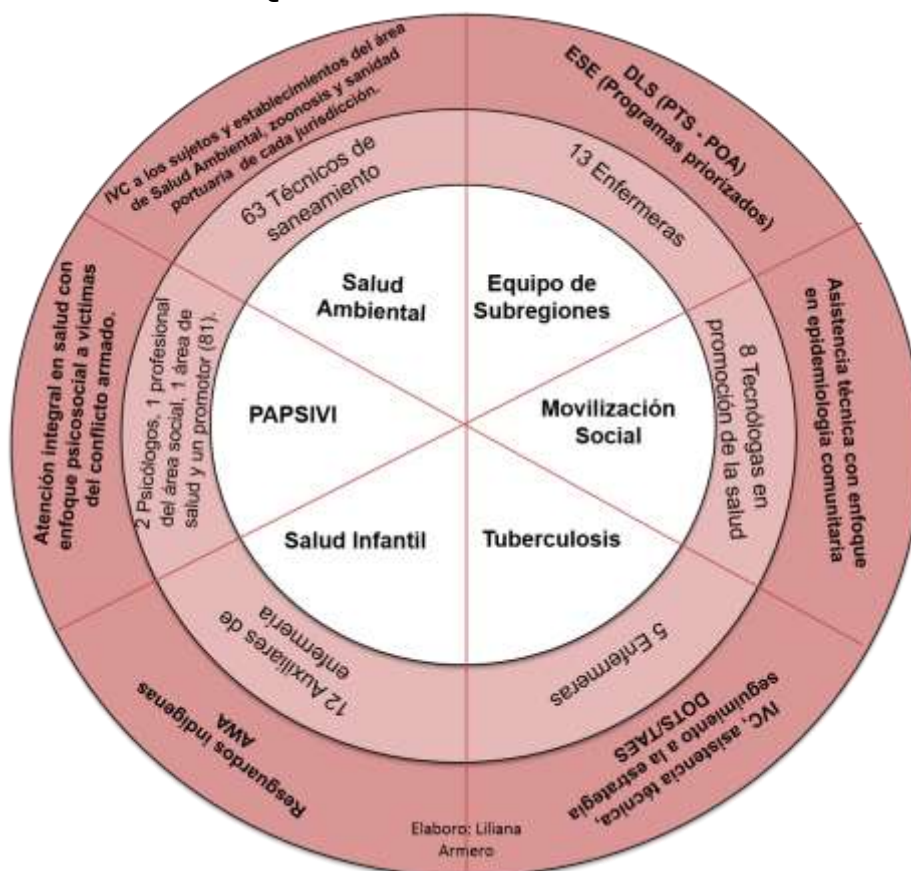 IVC a los sujetos y establecimientos del área
de Salud Ambiental, zoonosis y sanidad
portuaria de cada jurisdicción.
63 Técnicos de
saneamiento
Salud
Ambiental
DLS (PTS - POA)
ESE (Programas priorizados)
13 Enfermeras
Equipo de
Subregiones
Asistencia técnica con enfoque
en epidemiología comunitaria
8 Tecnólogas en
promoción de la salud
Movilización
Social
IVC, asistencia técnica,
seguimiento a la estrategia
DOTS/TAES
5 Enfermeras
Tuberculosis
Resguardos indígenas
AWA
12 Auxiliares de
enfermería
Salud Infantil
Atención integral en salud con
enfoque psicosocial a víctimas
del conflicto armado.
2 Psicólogos, 1 profesional
del área social, 1 área de
salud y un promotor (81).
PAPSIVI
Elaboro: Liliana
Armero